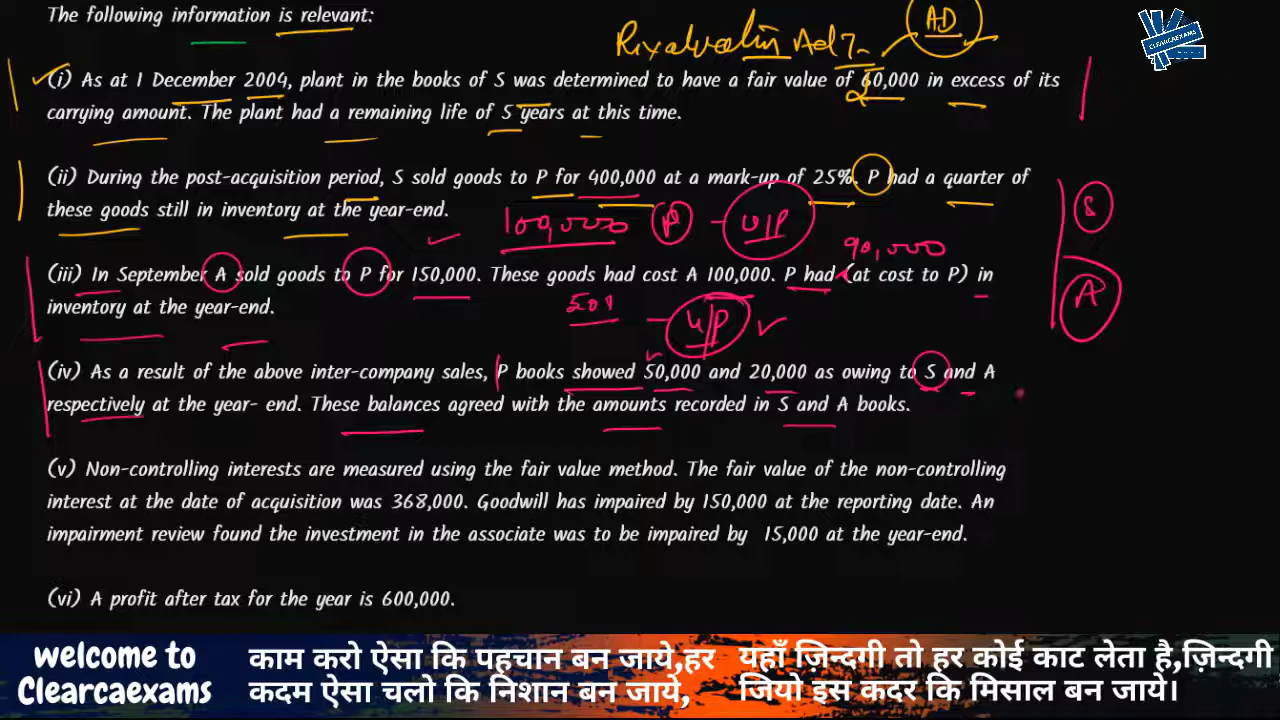 The following information is relevant:
AD
CLEARCAEXAMS
(i) As at 1 December 2004, plant in the books of S was determined to have a fair value of 60,000 in excess of its
carrying amount. The plant had a remaining life of 5 years at this time.
(ii) During the post-acquisition period, S sold goods to P for 400,000 at a mark-up of 25%. P had a quarter of
these goods still in inventory at the year-end.
100,000 P - U/P
S
90,000
(iii) In September A sold goods to P for 150,000. These goods had cost A 100,000. P had (at cost to P) in
inventory at the year-end.
50% - U/P
A
(iv) As a result of the above inter-company sales, P books showed 50,000 and 20,000 as owing to S and A
respectively at the year- end. These balances agreed with the amounts recorded in S and A books.
(v) Non-controlling interests are measured using the fair value method. The fair value of the non-controlling
interest at the date of acquisition was 368,000. Goodwill has impaired by 150,000 at the reporting date. An
impairment review found the investment in the associate was to be impaired by 15,000 at the year-end.
(vi) A profit after tax for the year is 600,000.
welcome to
Clearcaexams
काम करो ऐसा कि पहचान बन जाये,हर
कदम ऐसा चलो कि निशान बन जाये,
यहाँ ज़िन्दगी तो हर कोई काट लेता है,ज़िन्दगी
जियो इस कदर कि मिसाल बन जाये।